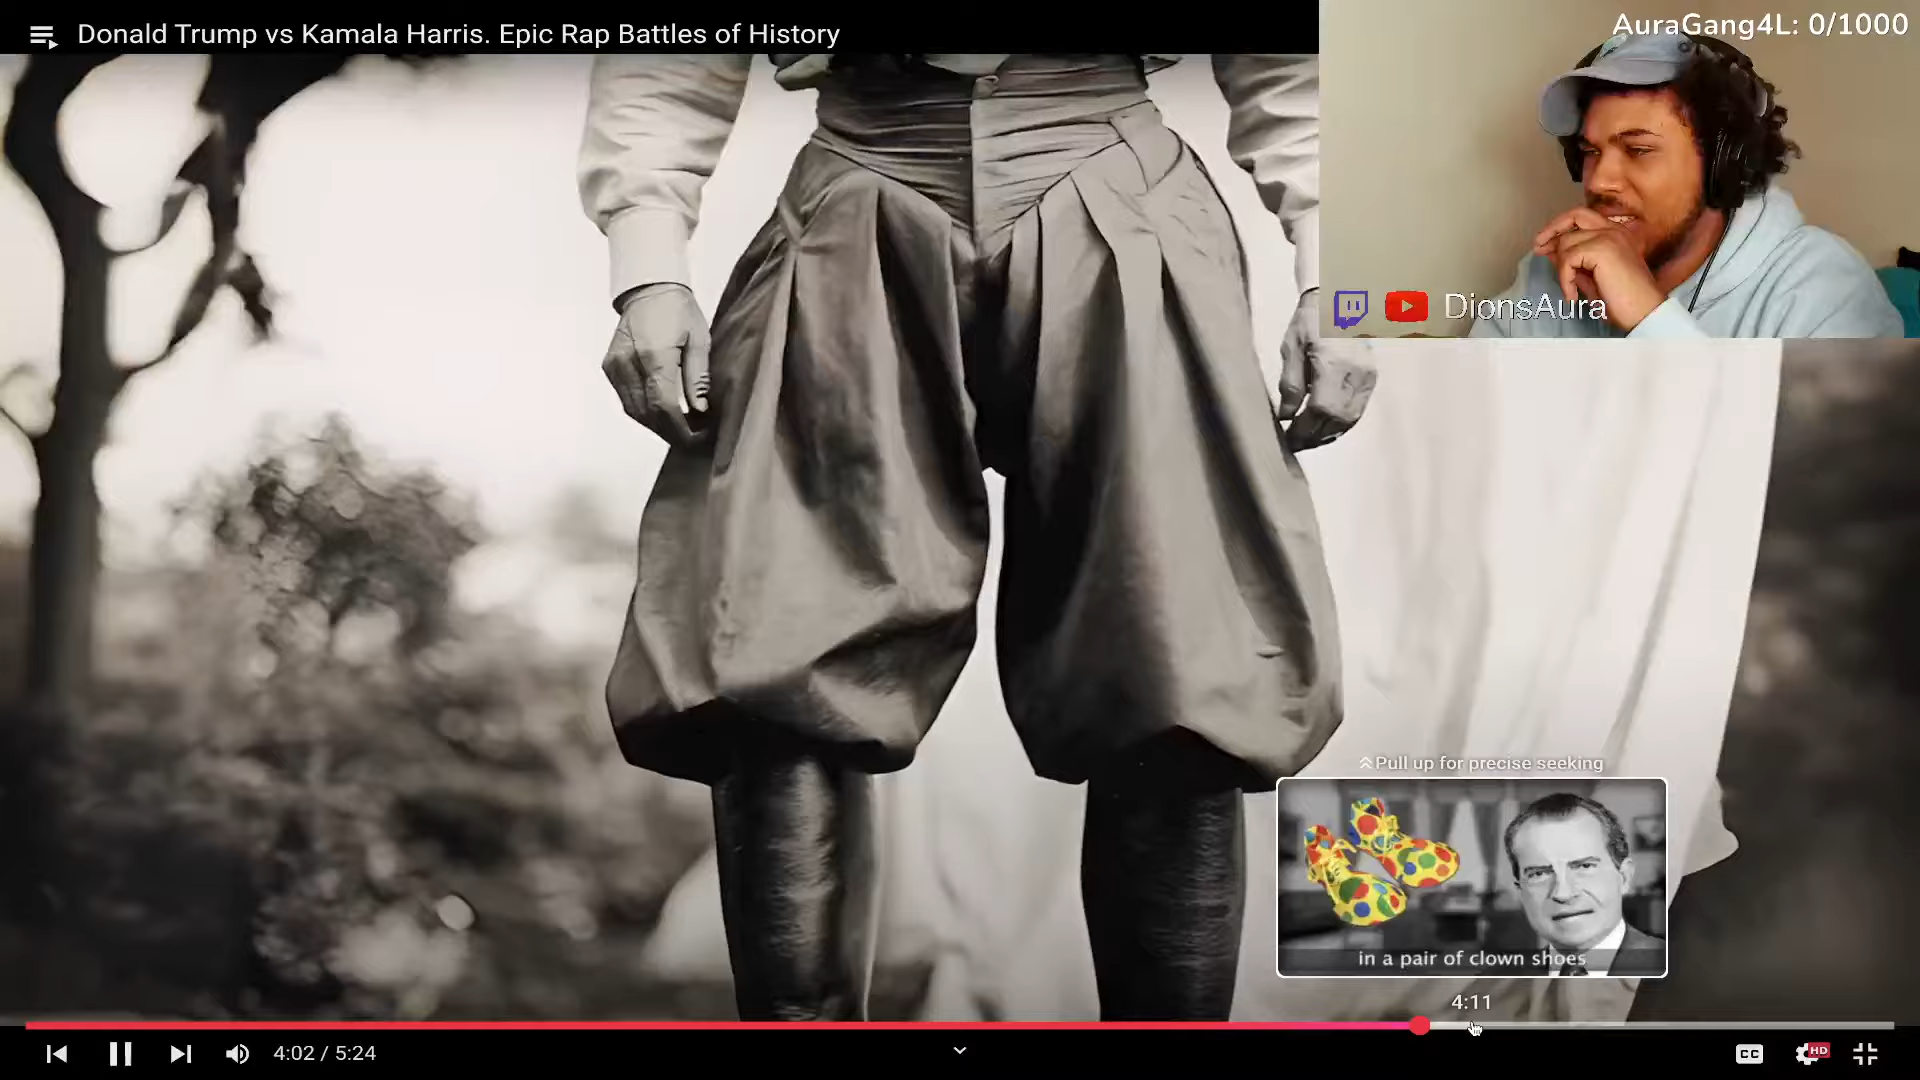 Donald Trump vs Kamala Harris. Epic Rap Battles of History
AuraGang4L: 0/1000
DionsAura
Pull up for precise seeking
in a pair of clown shoes
4:11
4:02 / 5:24
CC
HD